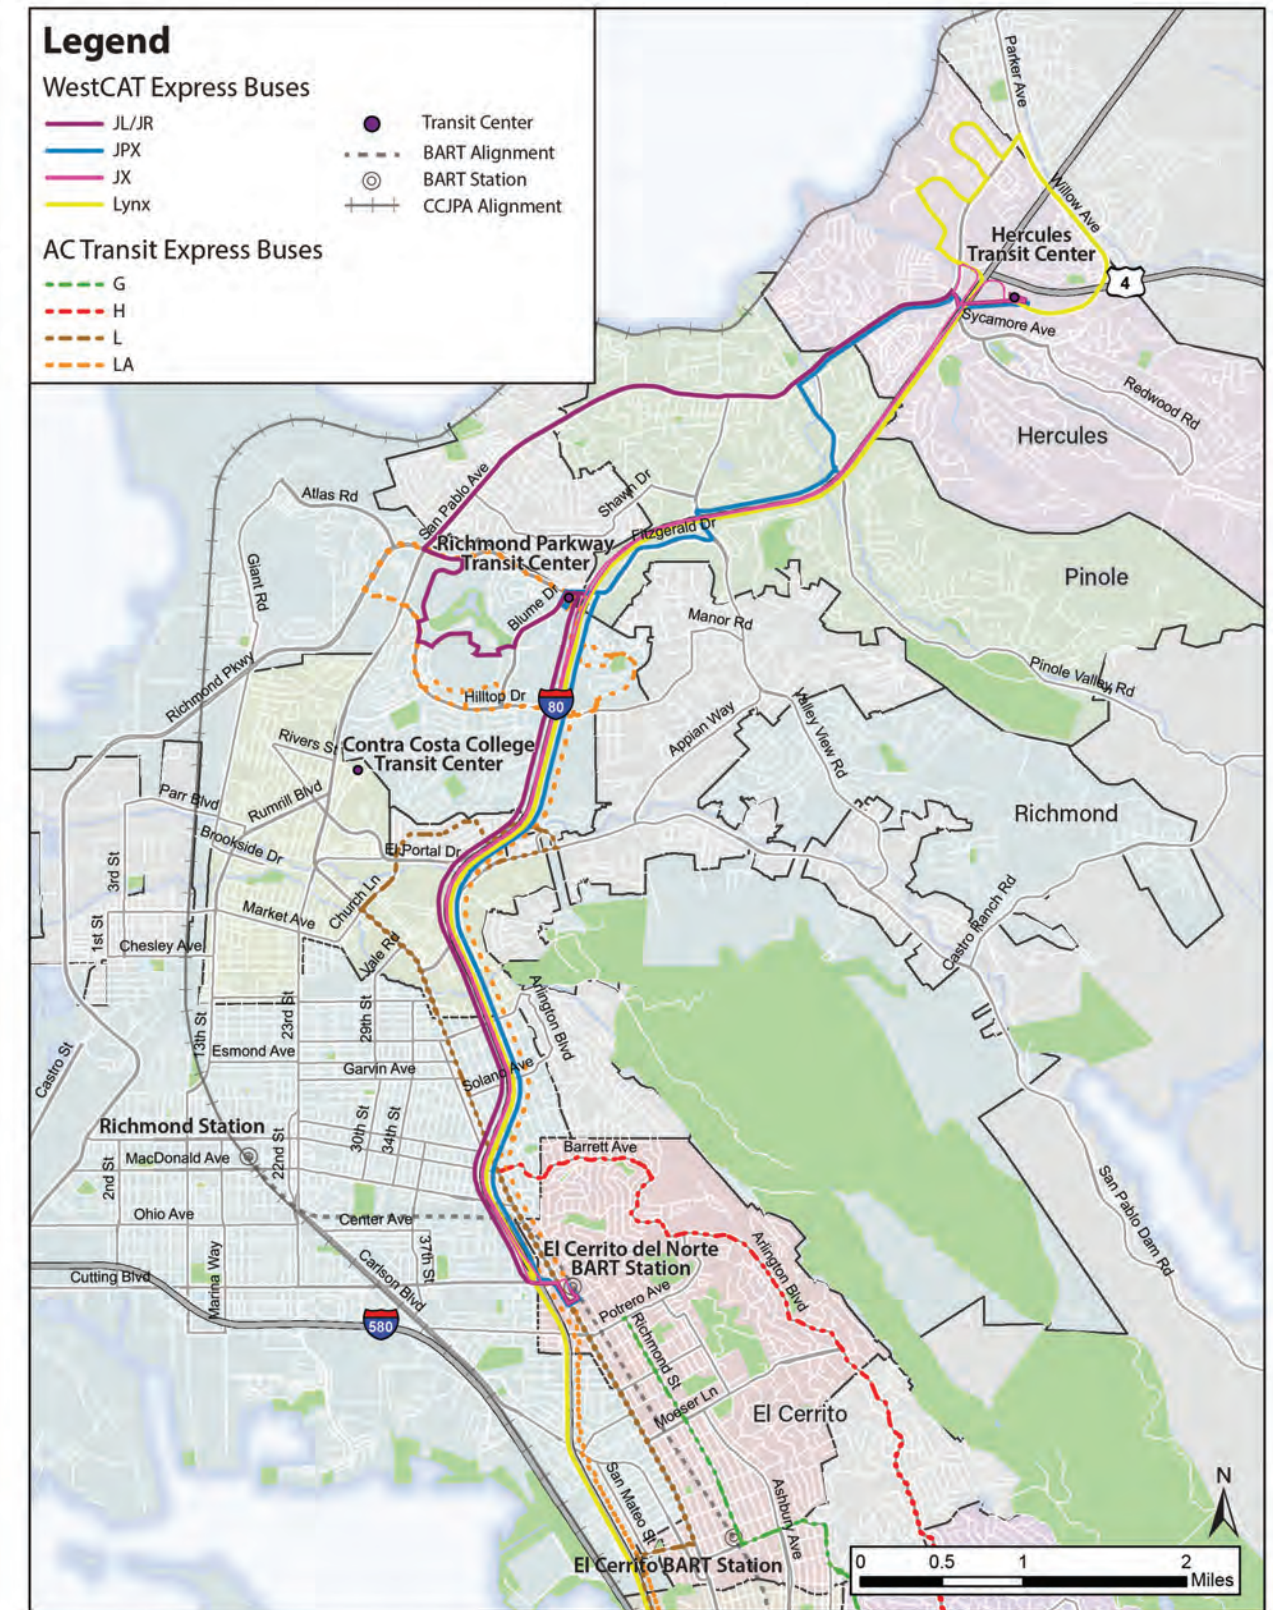 Legend
WestCAT Express Buses
JL/JR
JPX
JX
Lynx
Transit Center
BART Alignment
BART Station
CCJPA Alignment
AC Transit Express Buses
G
H
L
LA
Parker Ave
Willow Ave
Hercules
Transit Center
4
Sycamore Ave
Redwood Rd
Hercules
Atlas Rd
San Pablo Ave
Shawn Dr
Fitzgerald Dr
Richmond Parkway
Transit Center
Giant Rd
Blume Dr
Pinole
Manor Rd
Richmond Pkwy
Pinole Valley Rd
Hilltop Dr
80
Appian Way
Valley View Rd
Rivers St
Contra Costa College
Transit Center
Parr Blvd
Rumrill Blvd
Richmond
Brookside Dr
El Portal Dr
3rd St
Church Ln
Market Ave
Castro Ranch Rd
1st St
Chesley Ave
Vale Rd
Arlington Blvd
13th St
23rd St
29th St
Esmond Ave
Garvin Ave
Solano Ave
Castro St
Richmond Station
30th St
34th St
Barrett Ave
MacDonald Ave
22nd St
2nd St
San Pablo Dam Rd
Ohio Ave
Center Ave
El Cerrito del Norte
BART Station
Arlington Blvd
37th St
Carlson Blvd
Cutting Blvd
Marina Way
Potrero Ave
580
Richmond St
Moeser Ln
El Cerrito
San Mateo St
Ashbury Ave
N
El Cerrito BART Station
0 0.5 1 2
Miles